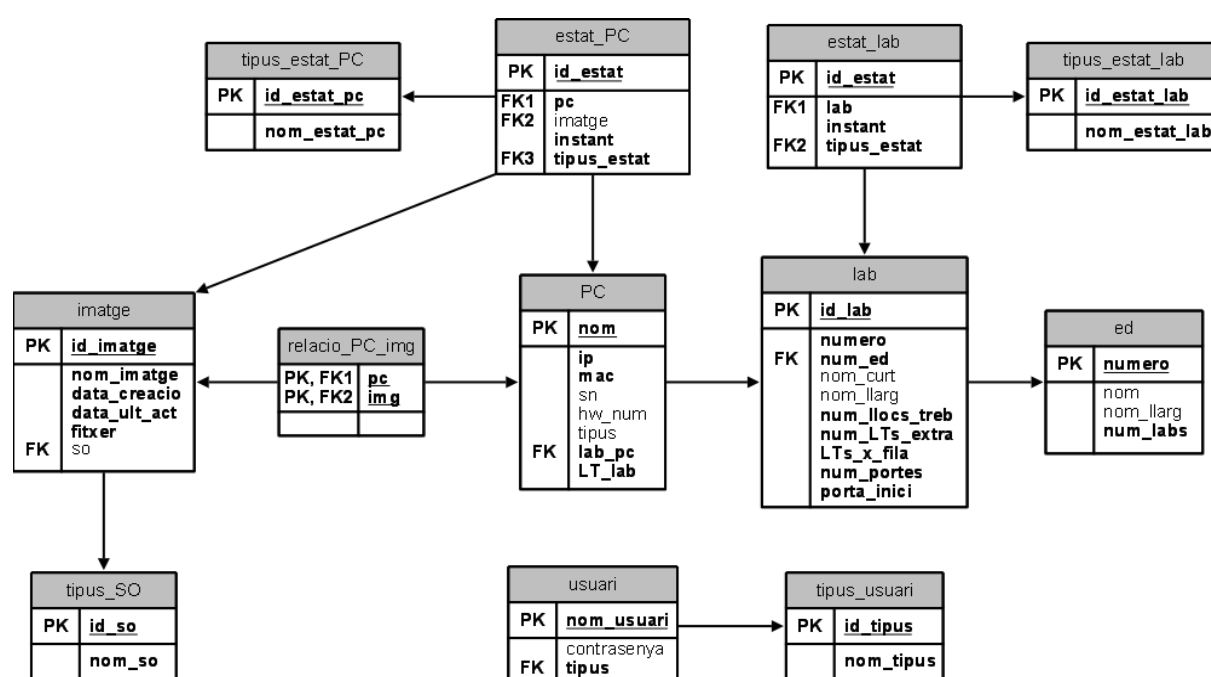 estat_PC
PK id_estat
FK1 pc
FK2 imatge
instant
FK3 tipus_estat
estat_lab
PK id_estat
FK1 lab
instant
FK2 tipus_estat
tipus_estat_PC
PK id_estat_pc
nom_estat_pc
tipus_estat_lab
PK id_estat_lab
nom_estat_lab
imatge
PK id_imatge
nom_imatge
data_creacio
data_ult_act
fitxer
FK so
relacio_PC_img
PK, FK1 pc
PK, FK2 img
PC
PK nom
ip
mac
sn
hw_num
tipus
FK lab_pc
LT_lab
lab
PK id_lab
numero
FK num_ed
nom_curt
nom_llarg
num_llocs_treb
num_LTs_extra
LTs_x_fila
num_portes
porta_inici
ed
PK numero
nom
nom_llarg
num_labs
tipus_SO
PK id_so
nom_so
usuari
PK nom_usuari
contrasenya
FK tipus
tipus_usuari
PK id_tipus
nom_tipus